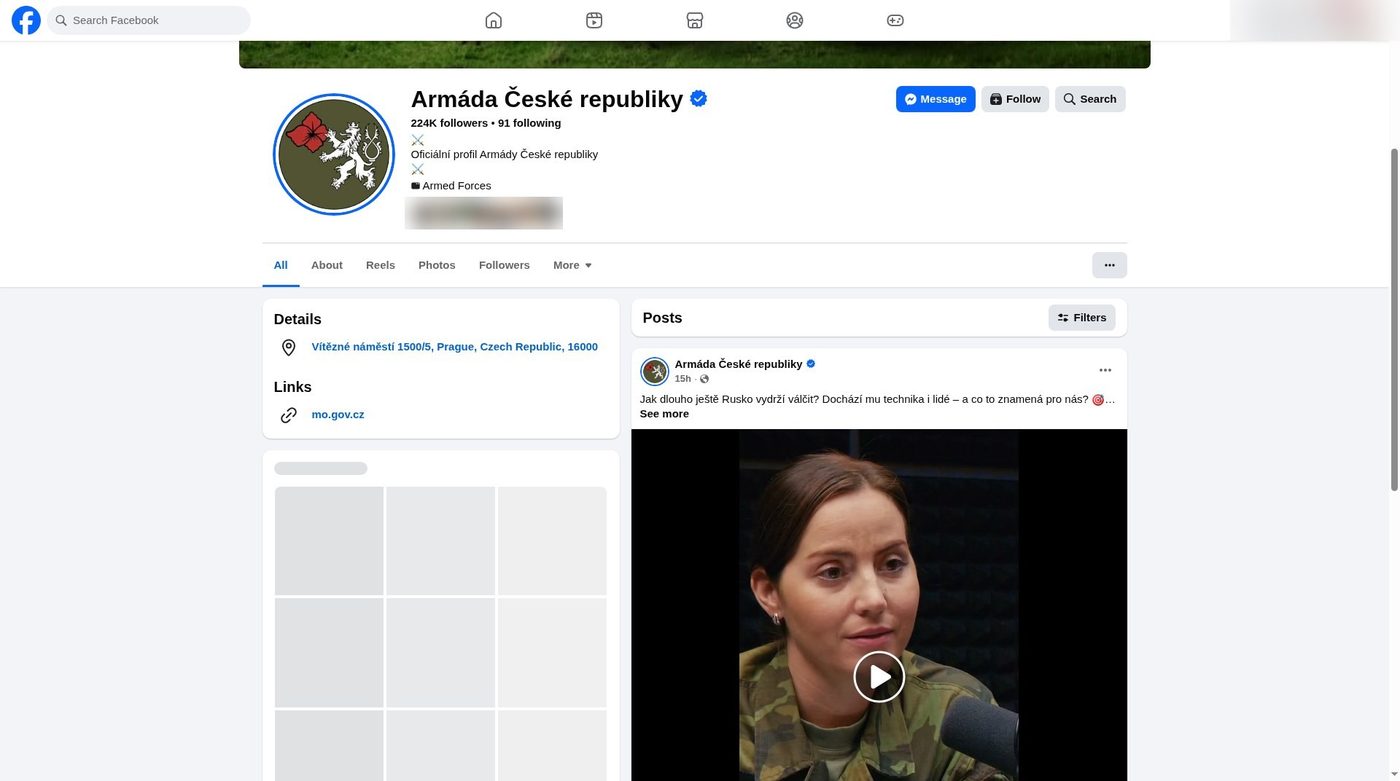 Search Facebook
Armáda České republiky
Message
Follow
Search
224K followers • 91 following
⚔️
Oficiální profil Armády České republiky
⚔️
Armed Forces
All
About
Reels
Photos
Followers
More
Details
Vítězné náměstí 1500/5, Prague, Czech Republic, 16000
Links
mo.gov.cz
Posts
Filters
Armáda České republiky
15h ·
Jak dlouho ještě Rusko vydrží válčit? Dochází mu technika i lidé – a co to znamená pro nás? 🎯…
See more